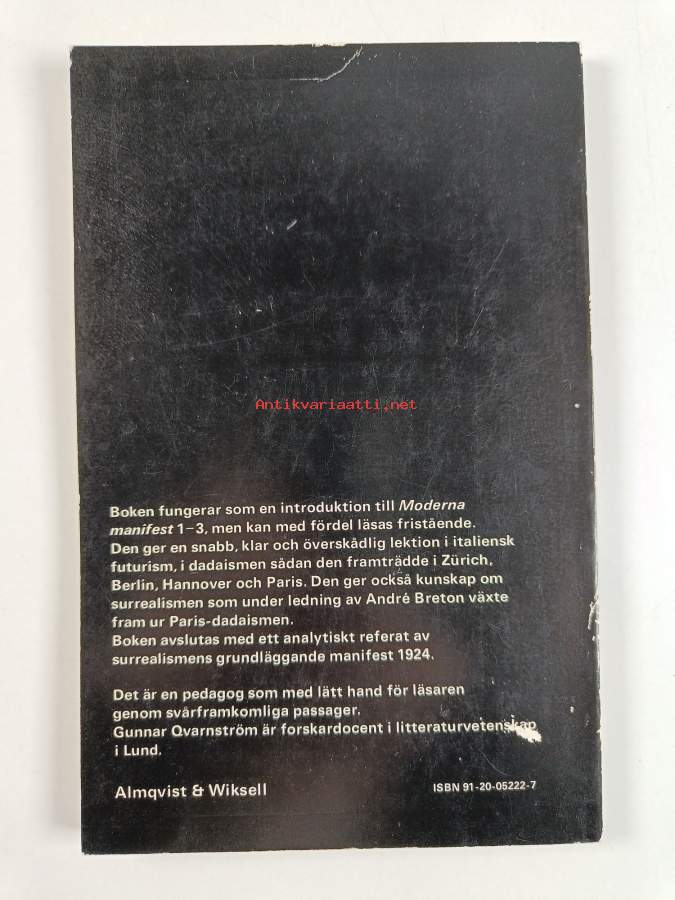 Antikvariaatti.net
Boken fungerar som en introduktion till Moderna
manifest 1–3, men kan med fördel läsas fristående.
Den ger en snabb, klar och överskådlig lektion i italiensk
futurism, i dadaismen sådan den framträdde i Zürich,
Berlin, Hannover och Paris. Den ger också kunskap om
surrealismen som under ledning av André Breton växte
fram ur Paris-dadaismen.
Boken avslutas med ett analytiskt referat av
surrealismens grundläggande manifest 1924.
Det är en pedagog som med lätt hand för läsaren
genom svårframkomliga passager.
Gunnar Qvarnström är forskardocent i litteraturvetenskap
i Lund.
Almqvist & Wiksell
ISBN 91-20-05222-7